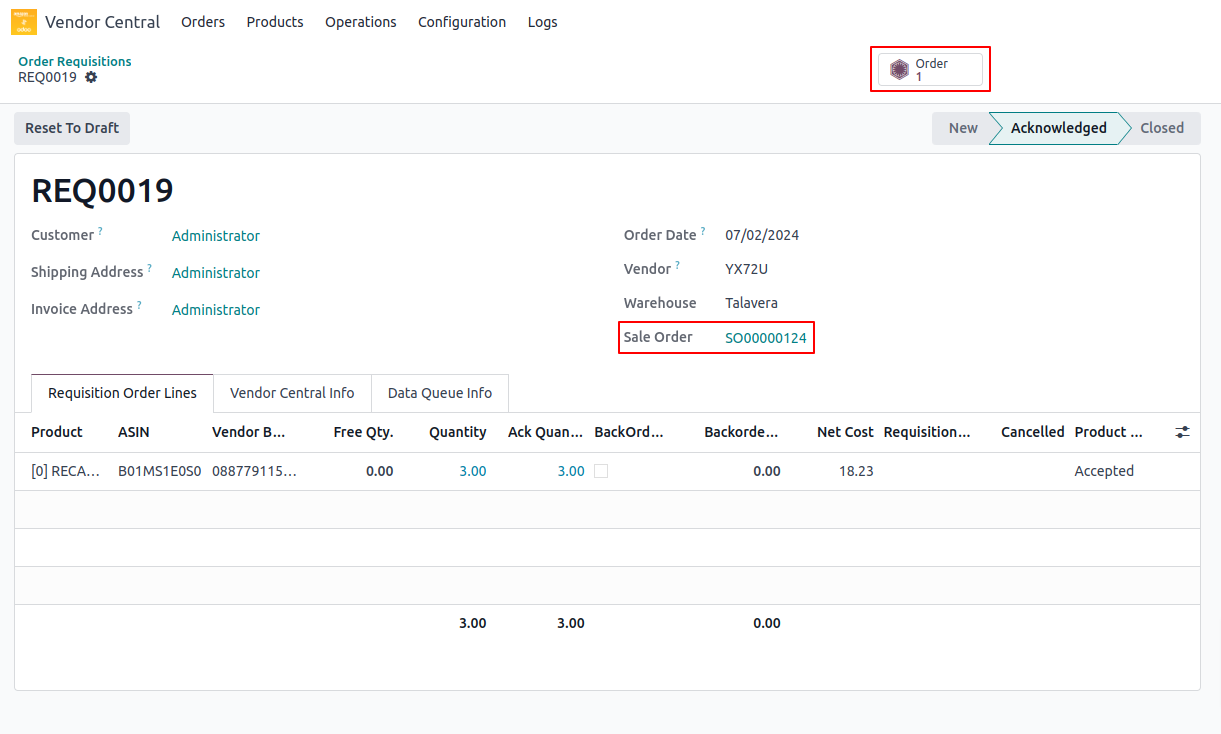 Vendor Central Orders Products Operations Configuration Logs
Order Requisitions
REQ0019
Order
1
Reset To Draft
New Acknowledged Closed
REQ0019
Customer ? Administrator
Order Date ? 07/02/2024
Shipping Address ? Administrator
Vendor ? YX72U
Invoice Address ? Administrator
Warehouse Talavera
Sale Order SO00000124
Requisition Order Lines Vendor Central Info Data Queue Info
Product ASIN Vendor B... Free Qty. Quantity Ack Quan... BackOrd... Backorde... Net Cost Requisition... Cancelled Product ...
[0] RECA... B01MS1E0S0 088779115... 0.00 3.00 3.00 0.00 18.23 Accepted
3.00 3.00 0.00